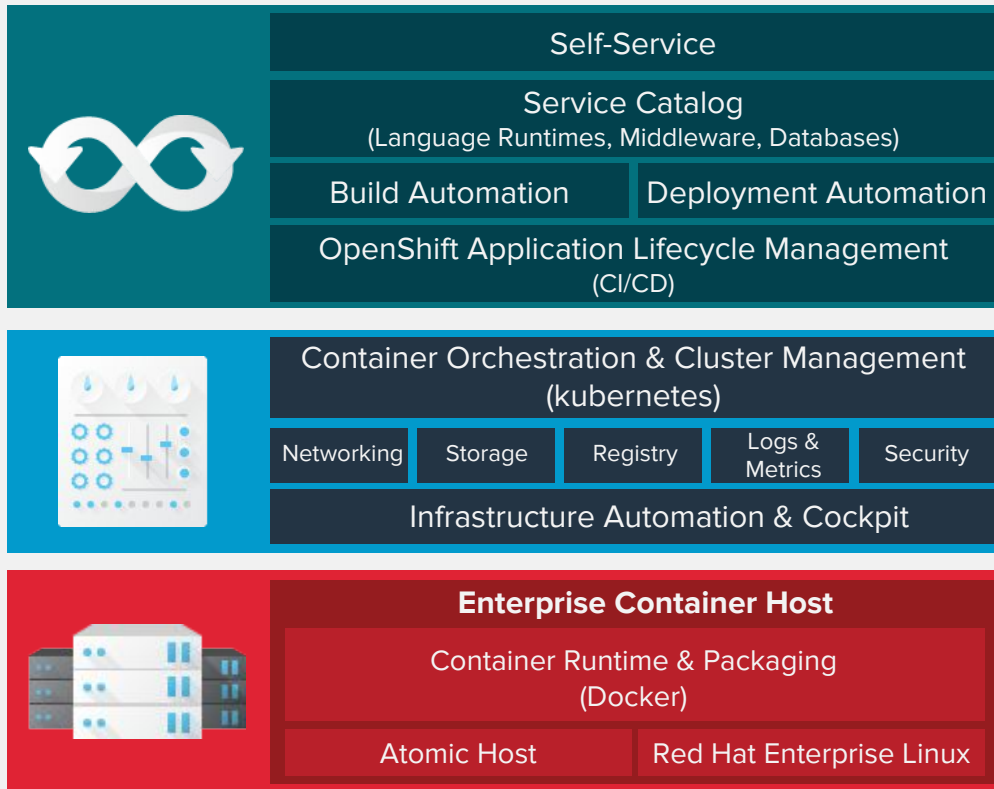 Self-Service
Service Catalog
(Language Runtimes, Middleware, Databases)
Build Automation
Deployment Automation
OpenShift Application Lifecycle Management
(CI/CD)
Container Orchestration & Cluster Management
(kubernetes)
Networking
Storage
Registry
Logs &
Metrics
Security
Infrastructure Automation & Cockpit
Enterprise Container Host
Container Runtime & Packaging
(Docker)
Atomic Host
Red Hat Enterprise Linux